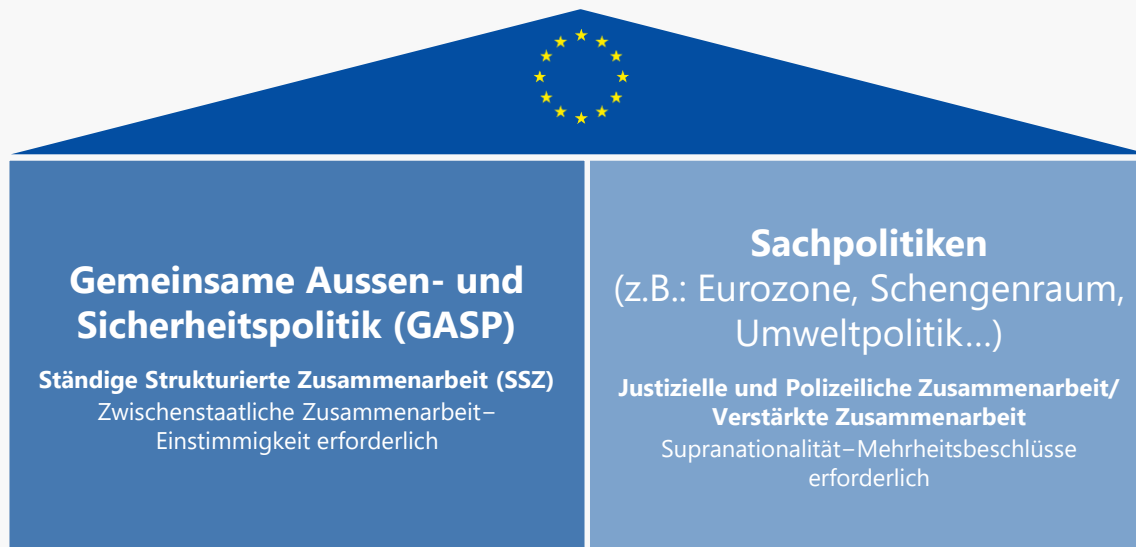 Gemeinsame Aussen- und
Sicherheitspolitik (GASP)
Ständige Strukturierte Zusammenarbeit (SSZ)
Zwischenstaatliche Zusammenarbeit–
Einstimmigkeit erforderlich
Sachpolitiken
(z.B.: Eurozone, Schengenraum,
Umweltpolitik...)
Justizielle und Polizeiliche Zusammenarbeit/
Verstärkte Zusammenarbeit
Supranationalität–Mehrheitsbeschlüsse
erforderlich